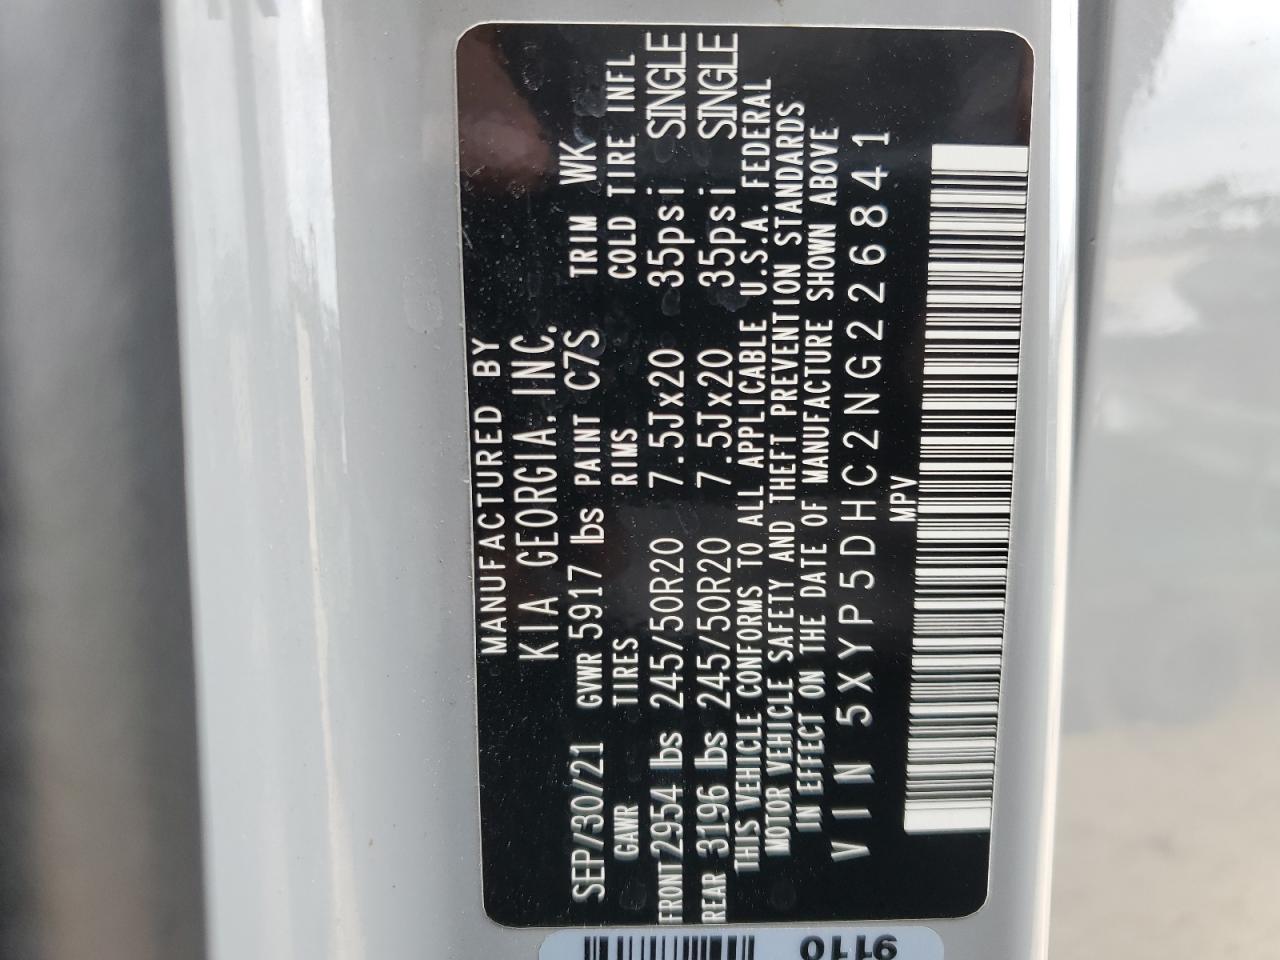 MANUFACTURED BY
KIA GEORGIA, INC.
SEP/30/21 GVWR 5917 lbs PAINT C7S TRIM WK
GAWR TIRES RIMS COLD TIRE INFL
FRONT 2954 lbs 245/50R20 7.5Jx20 35psi SINGLE
REAR 3196 lbs 245/50R20 7.5Jx20 35psi SINGLE
THIS VEHICLE CONFORMS TO ALL APPLICABLE U.S.A. FEDERAL
MOTOR VEHICLE SAFETY AND THEFT PREVENTION STANDARDS
IN EFFECT ON THE DATE OF MANUFACTURE SHOWN ABOVE
VIN 5XYP5DHC2NG226841
MPV
9110